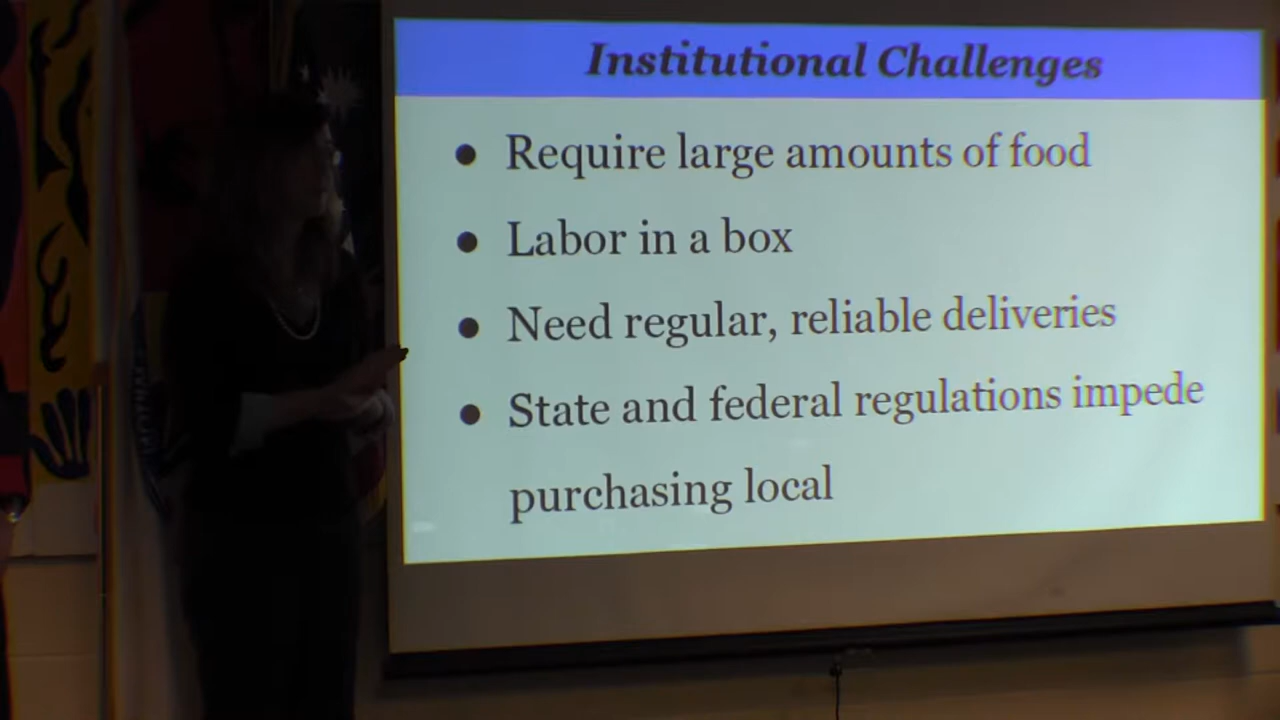 Institutional Challenges
● Require large amounts of food
● Labor in a box
● Need regular, reliable deliveries
● State and federal regulations impede
purchasing local